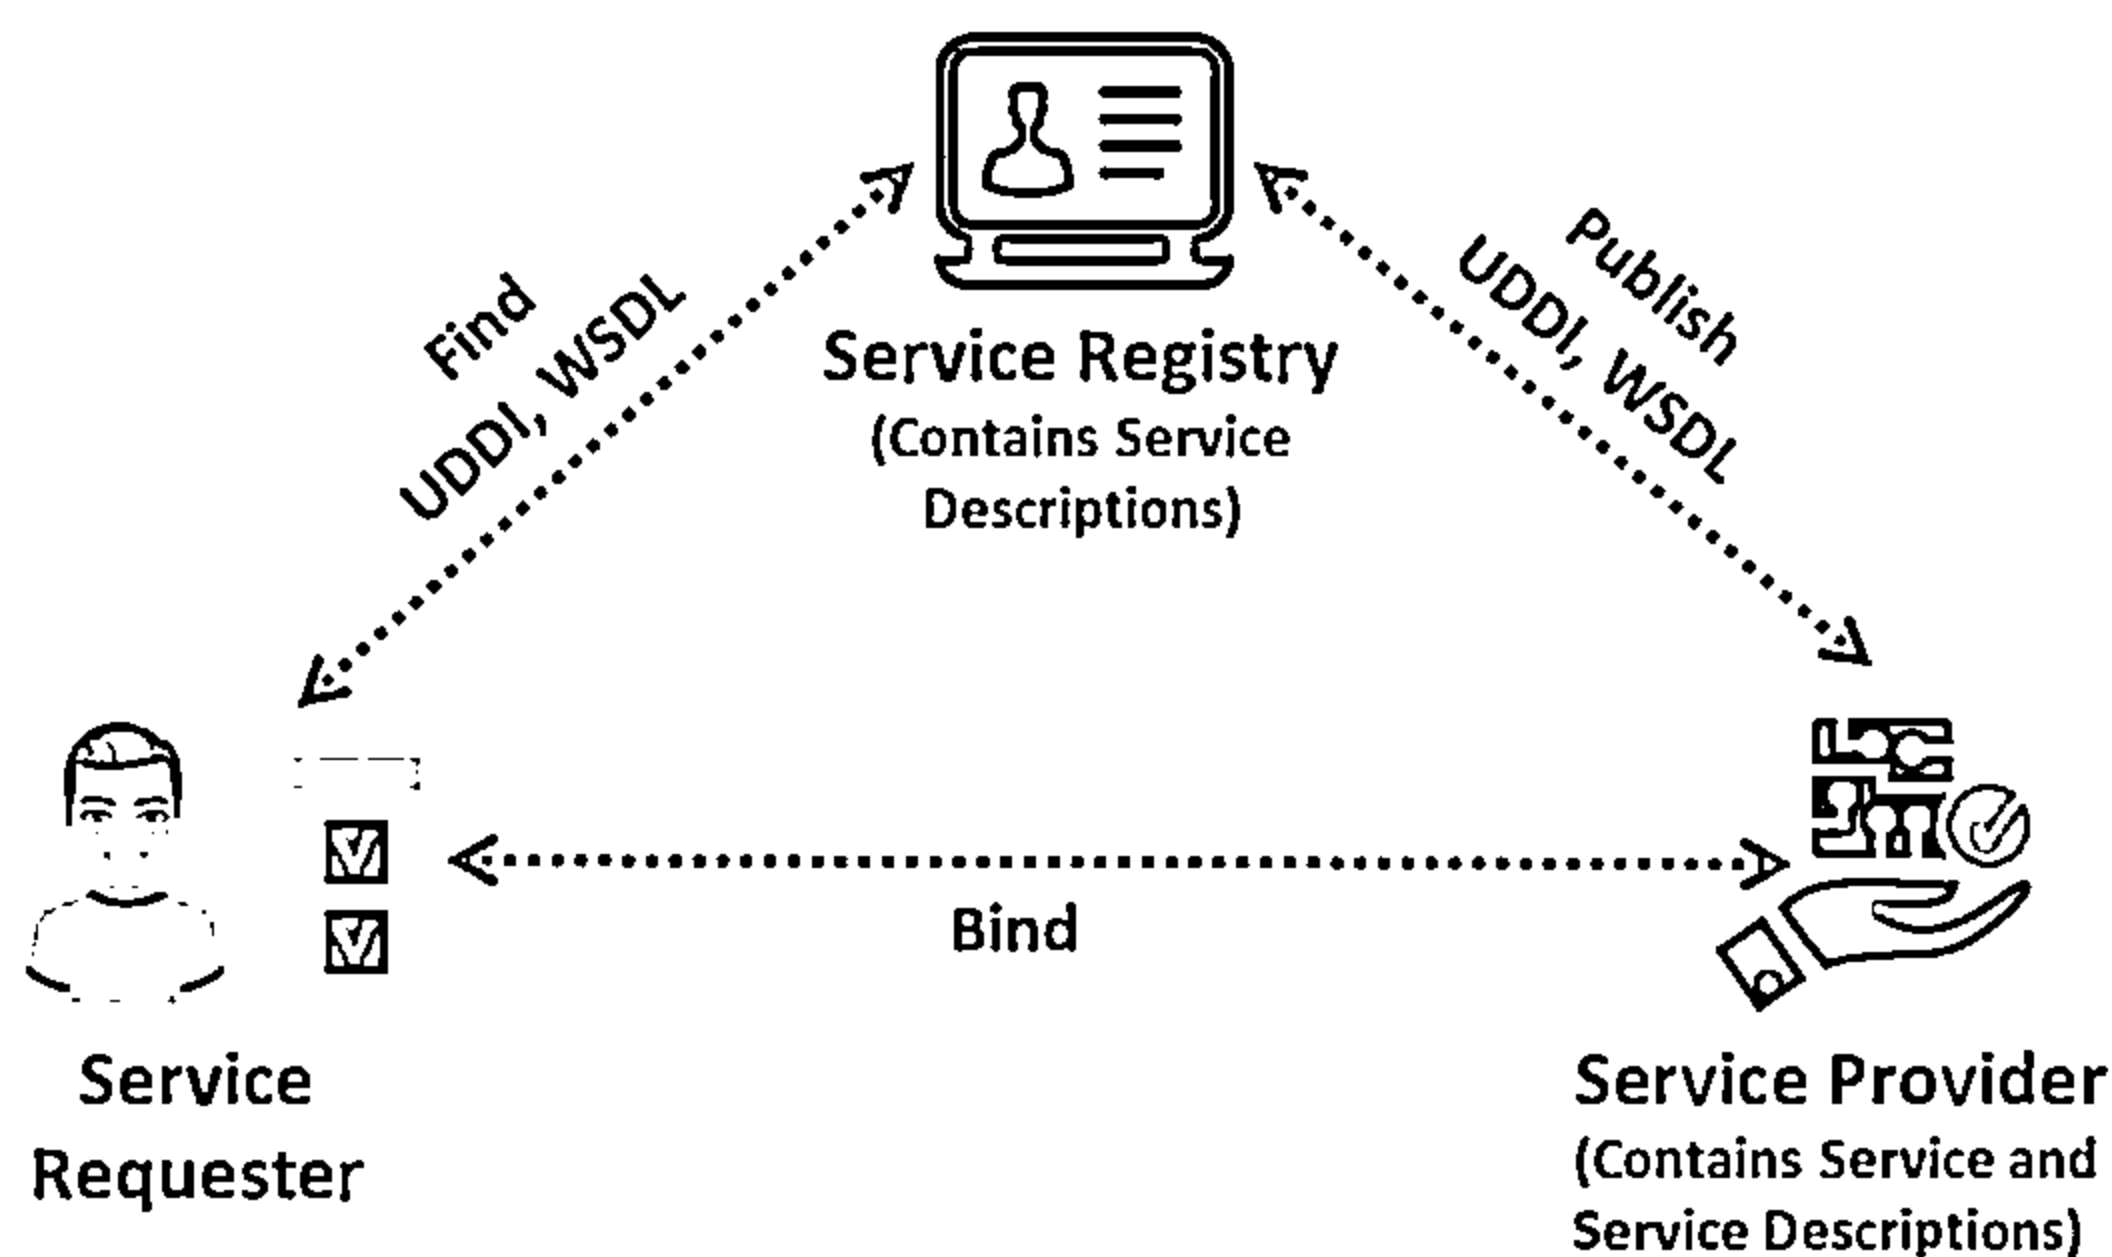 Find
UDDI, WSDL
Publish
UDDI, WSDL
Service Registry
(Contains Service
Descriptions)
Bind
Service
Requester
Service Provider
(Contains Service and
Service Descriptions)